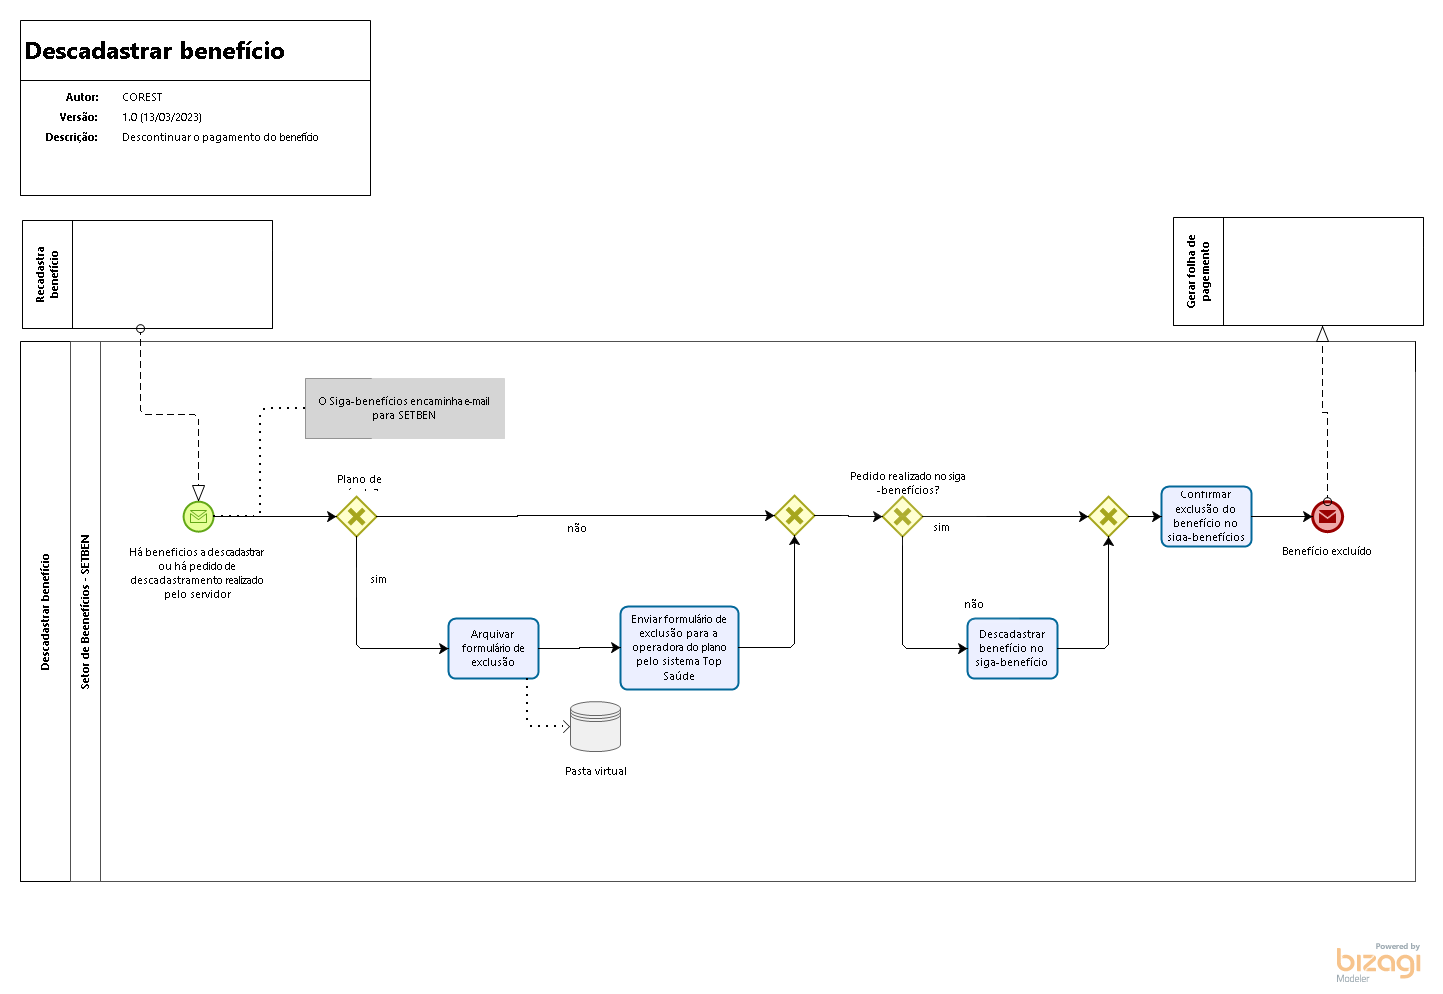 Descadastrar benefício
Autor: COREST
Versão: 1.0 (13/03/2023)
Descrição: Descontinuar o pagamento do benefício
Recadastra
benefício
Gerar folha de
pagemento
Descadastrar benefício
Setor de Beenefícios - SETBEN
O Siga-benefícios encaminha e-mail
para SETBEN
Há beneficios a descadastrar
ou há pedido de
descadastramento realizado
pelo servidor
Plano de
não
sim
Arquivar
formulário de
exclusão
Enviar formulário de
exclusão para a
operadora do plano
pelo sistema Top
Saúde
Pasta virtual
Pedido realizado no siga
-benefícios?
sim
não
Descadastrar
benefício no
siga-benefício
Confirmar
exclusão do
benefício no
siga-benefícios
Benefício excluído
Powered by
bizagi
Modeler